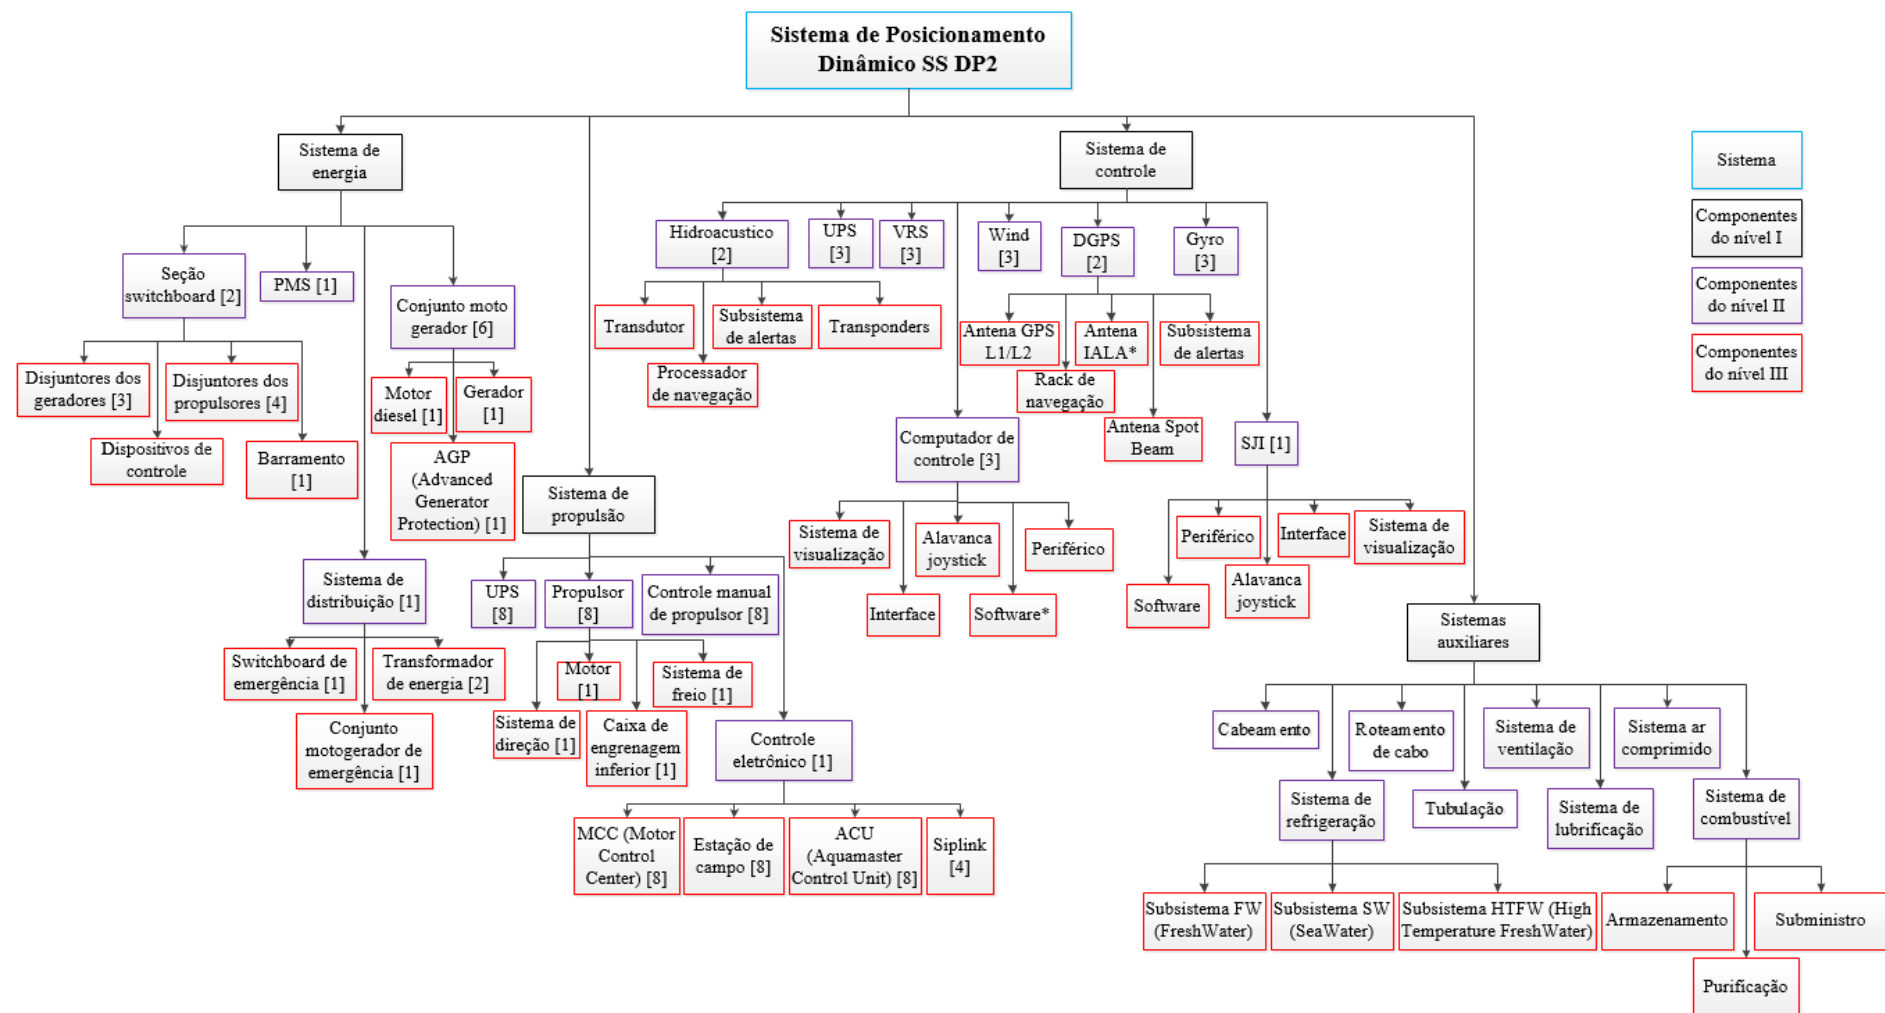 Sistema de Posicionamento
Dinâmico SS DP2
Sistema de
energia
Sistema de
controle
Sistema
Componentes
do nível I
Componentes
do nível II
Componentes
do nível III
Seção
switchboard [2]
PMS [1]
Conjunto moto
gerador [6]
Hidroacustico
[2]
UPS
[3]
VRS
[3]
Wind
[3]
DGPS
[2]
Gyro
[3]
Disjuntores dos
geradores [3]
Disjuntores dos
propulsores [4]
Dispositivos de
controle
Barramento
[1]
Motor
diesel [1]
Gerador
[1]
AGP
(Advanced
Generator
Protection) [1]
Transdutor
Subsistema
de alertas
Transponders
Processador
de navegação
Antena GPS
L1/L2
Antena
IALA*
Subsistema
de alertas
Rack de
navegação
Antena Spot
Beam
Computador de
controle [3]
SJI [1]
Sistema de
propulsão
Sistema de
visualização
Alavanca
joystick
Periférico
Interface
Software*
Periférico
Interface
Sistema de
visualização
Software
Alavanca
joystick
Sistema de
distribuição [1]
UPS
[8]
Propulsor
[8]
Controle manual
de propulsor [8]
Switchboard de
emergência [1]
Transformador
de energia [2]
Conjunto
motogerador de
emergência [1]
Motor
[1]
Sistema de
freio [1]
Sistema de
direção [1]
Caixa de
engrenagem
inferior [1]
Controle
eletrônico [1]
MCC (Motor
Control
Center) [8]
Estação de
campo [8]
ACU
(Aquamaster
Control Unit) [8]
Siplink
[4]
Sistemas
auxiliares
Cabeamento
Roteamento
de cabo
Sistema de
ventilação
Sistema ar
comprimido
Sistema de
refrigeração
Tubulação
Sistema de
lubrificação
Sistema de
combustível
Subsistema FW
(FreshWater)
Subsistema SW
(SeaWater)
Subsistema HTFW (High
Temperature FreshWater)
Armazenamento
Subministro
Purificação